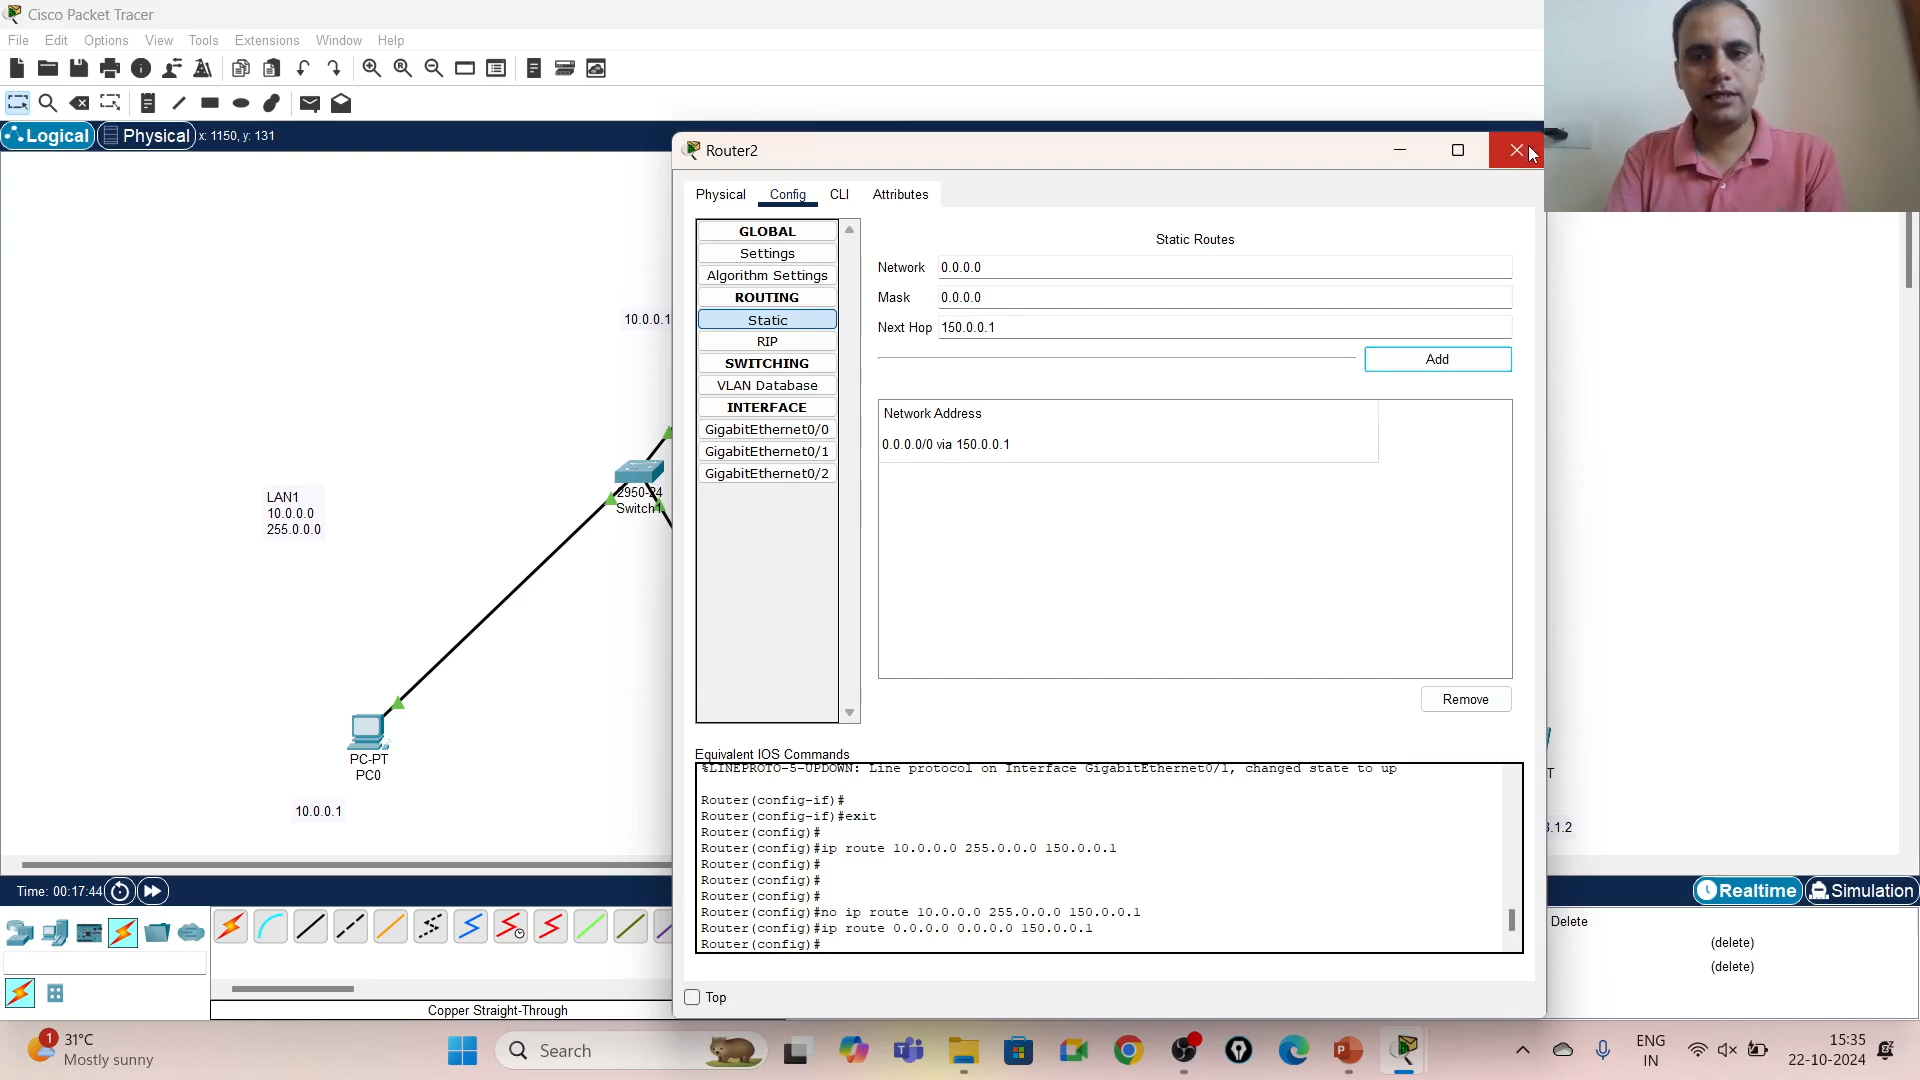 Cisco Packet Tracer
File Edit Options View Tools Extensions Window Help
Logical Physical x: 1150, y: 131
10.0.0.1
LAN1
10.0.0.0
255.0.0.0
2950-24
Switch1
PC-PT
PC0
10.0.0.1
Router2
Physical Config CLI Attributes
GLOBAL
Settings
Algorithm Settings
ROUTING
Static
RIP
SWITCHING
VLAN Database
INTERFACE
GigabitEthernet0/0
GigabitEthernet0/1
GigabitEthernet0/2
Static Routes
Network 0.0.0.0
Mask 0.0.0.0
Next Hop 150.0.0.1
Add
Network Address
0.0.0.0/0 via 150.0.0.1
Remove
Equivalent IOS Commands
%LINEPROTO-5-UPDOWN: Line protocol on Interface GigabitEthernet0/1, changed state to up
Router(config-if)#
Router(config-if)#exit
Router(config)#
Router(config)#ip route 10.0.0.0 255.0.0.0 150.0.0.1
Router(config)#
Router(config)#
Router(config)#
Router(config)#no ip route 10.0.0.0 255.0.0.0 150.0.0.1
Router(config)#ip route 0.0.0.0 0.0.0.0 150.0.0.1
Router(config)#
Top
T
3.1.2
Time: 00:17:44
Realtime Simulation
Copper Straight-Through
Delete
(delete)
(delete)
1
31°C
Mostly sunny
Search
ENG
IN
15:35
22-10-2024